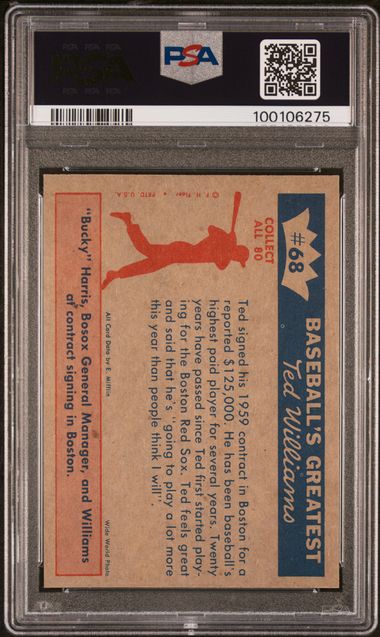 PSA
100106275
#68
BASEBALL'S GREATEST
Ted Williams
COLLECT
ALL 80
Ted signed his 1959 contract in Boston for a
reported $125,000. He has been baseball's
highest paid player for several years. Twenty
years have passed since Ted first started play-
ing for the Boston Red Sox. Ted feels great
and said that he's "going to play a lot more
this year than people think I will".
© F. H. Fleer • PRTD. U.S.A.
All Card Data by E. Mifflin
Wide World Photo
"Bucky" Harris, Bosox General Manager, and Williams
at contract signing in Boston.